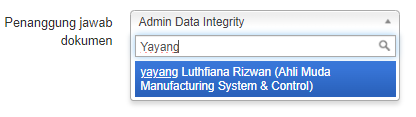 Penanggung jawab
dokumen
Admin Data Integrity
Yayang
yayang Luthfiana Rizwan (Ahli Muda
Manufacturing System & Control)